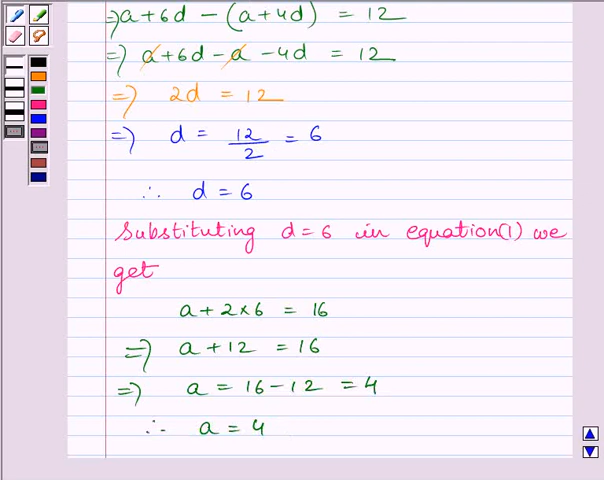 ⇒ a + 6d - (a + 4d) = 12
⇒ a + 6d - a - 4d = 12
⇒ 2d = 12
⇒ d = 12/2 = 6
∴ d = 6
Substituting d = 6 in equation(1) we
get
a + 2 × 6 = 16
⇒ a + 12 = 16
⇒ a = 16 - 12 = 4
∴ a = 4